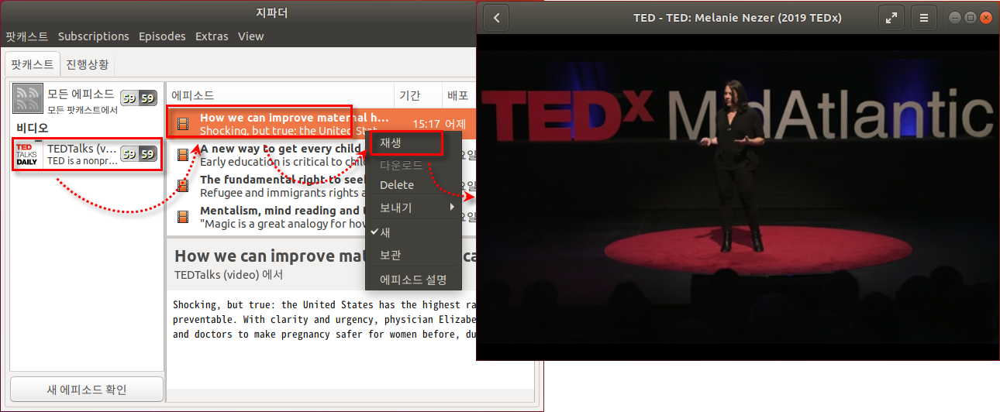 지파더
팟캐스트 Subscriptions Episodes Extras View
팟캐스트 진행상황
모든 에피소드 59 59
모든 팟캐스트에서
비디오
TED TALKS DAILY
TEDTalks (v... 59 59
TED is a nonpr...
새 에피소드 확인
에피소드 기간 배포
How we can improve maternal h...
Shocking, but true: the United Sta 15:17 어제
A new way to get every child
Early education is critical to chil
The fundamental right to see
Refugee and immigrants rights a
Mentalism, mind reading and
"Magic is a great analogy for how
요일
요일
요일
재생
다운로드
Delete
보내기
새
보관
에피소드 설명
How we can improve mat ca
TEDTalks (video) 에서
Shocking, but true: the United States has the highest ra
preventable. With clarity and urgency, physician Elizabe
and doctors to make pregnancy safer for women before, du
TED - TED: Melanie Nezer (2019 TEDx)
TEDx MidAtlantic